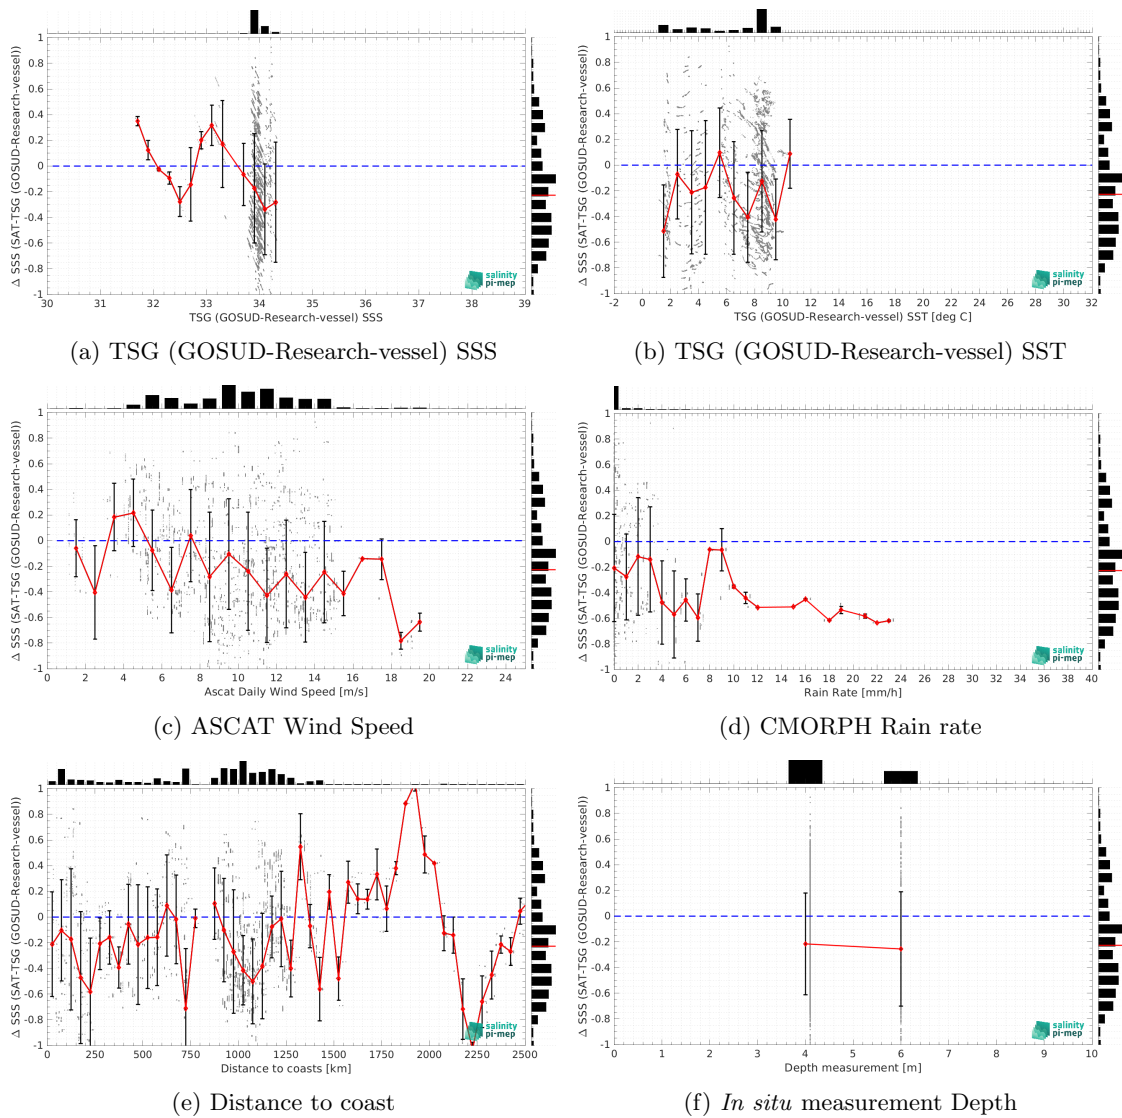 1
0.8
0.6
0.4
0.2
0
-0.2
-0.4
-0.6
-0.8
-1
Δ SSS (SAT-TSG (GOSUD-Research-vessel))
30 31 32 33 34 35 36 37 38 39
TSG (GOSUD-Research-vessel) SSS
salinity
pi-mep
(a) TSG (GOSUD-Research-vessel) SSS
1
0.8
0.6
0.4
0.2
0
-0.2
-0.4
-0.6
-0.8
-1
Δ SSS (SAT-TSG (GOSUD-Research-vessel))
-2 0 2 4 6 8 10 12 14 16 18 20 22 24 26 28 30 32
TSG (GOSUD-Research-vessel) SST [deg C]
salinity
pi-mep
(b) TSG (GOSUD-Research-vessel) SST
1
0.8
0.6
0.4
0.2
0
-0.2
-0.4
-0.6
-0.8
-1
Δ SSS (SAT-TSG (GOSUD-Research-vessel))
0 2 4 6 8 10 12 14 16 18 20 22 24
Ascat Daily Wind Speed [m/s]
salinity
pi-mep
(c) ASCAT Wind Speed
1
0.8
0.6
0.4
0.2
0
-0.2
-0.4
-0.6
-0.8
-1
Δ SSS (SAT-TSG (GOSUD-Research-vessel))
0 2 4 6 8 10 12 14 16 18 20 22 24 26 28 30 32 34 36 38 40
Rain Rate [mm/h]
salinity
pi-mep
(d) CMORPH Rain rate
1
0.8
0.6
0.4
0.2
0
-0.2
-0.4
-0.6
-0.8
-1
Δ SSS (SAT-TSG (GOSUD-Research-vessel))
0 250 500 750 1000 1250 1500 1750 2000 2250 2500
Distance to coasts [km]
salinity
pi-mep
(e) Distance to coast
1
0.8
0.6
0.4
0.2
0
-0.2
-0.4
-0.6
-0.8
-1
Δ SSS (SAT-TSG (GOSUD-Research-vessel))
0 1 2 3 4 5 6 7 8 9 10
Depth measurement [m]
salinity
pi-mep
(f) In situ measurement Depth